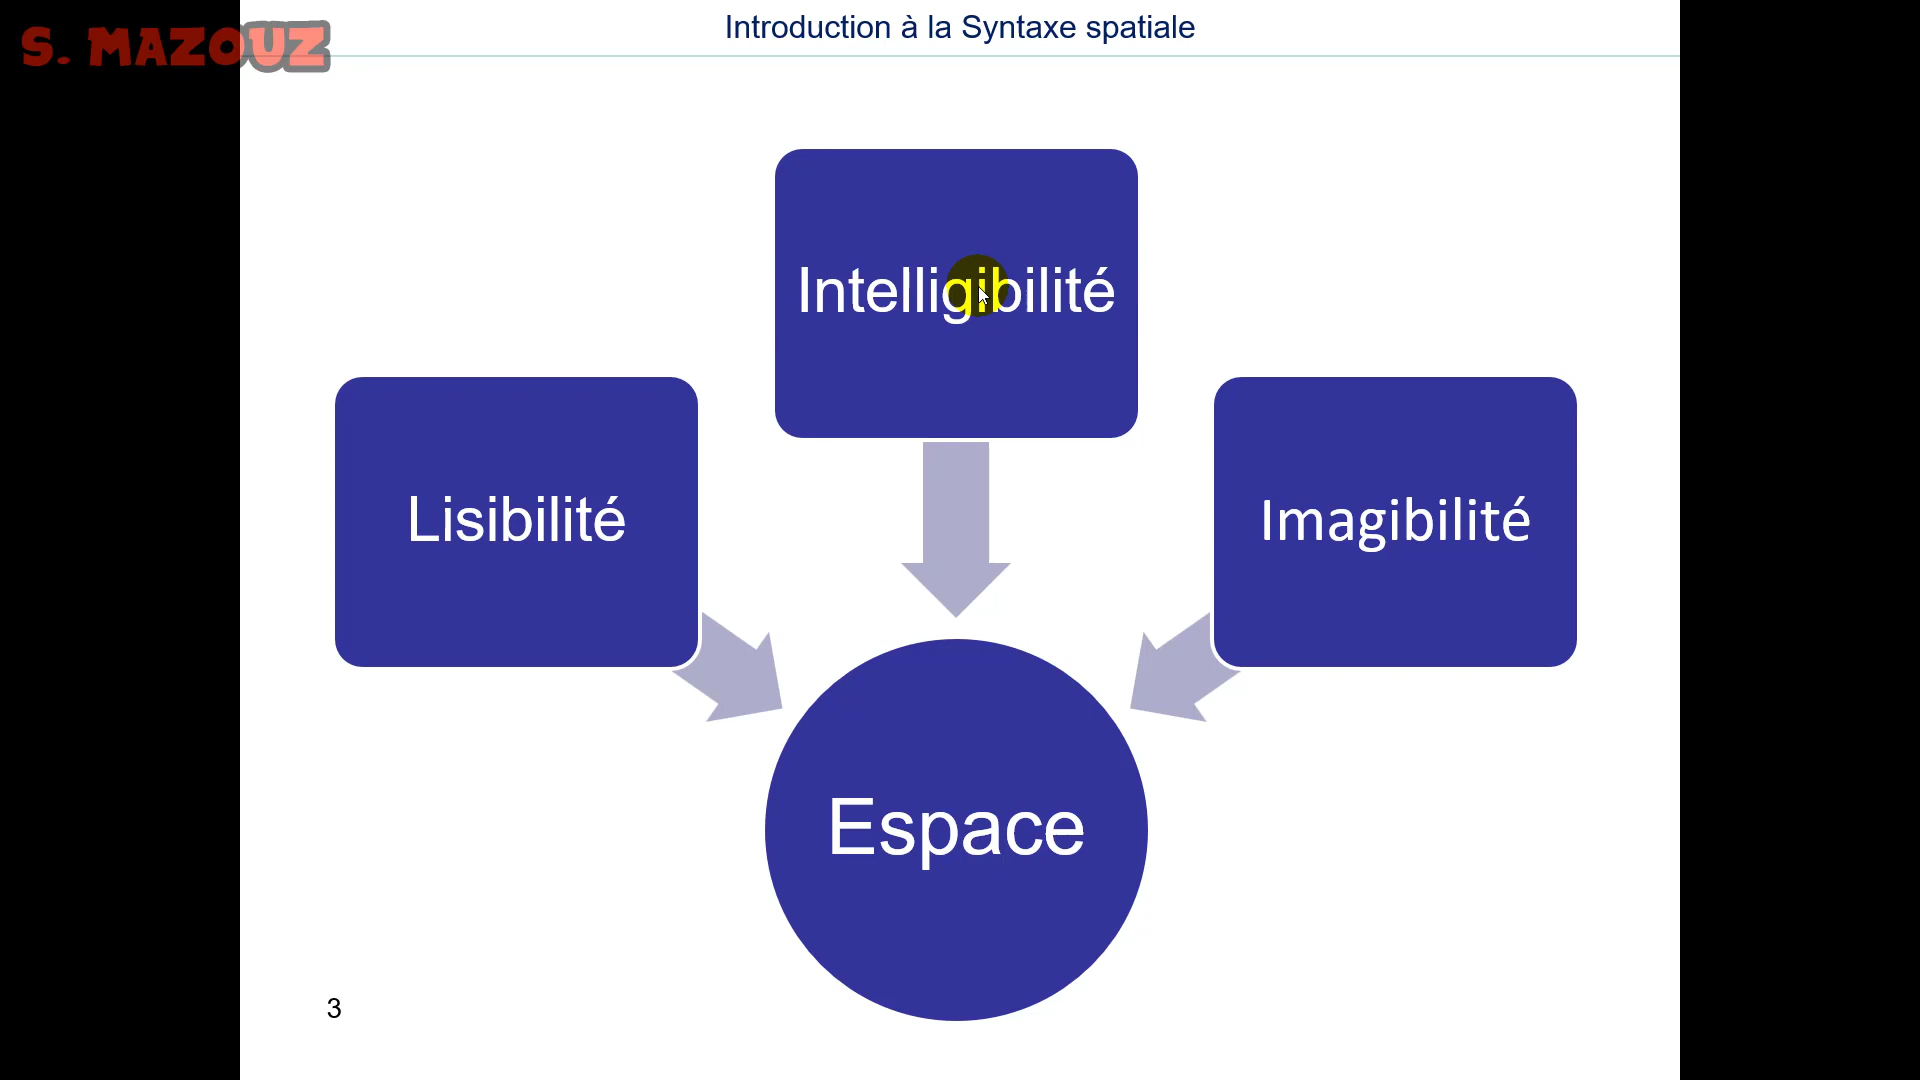 S. MAZOUZ
Introduction à la Syntaxe spatiale
Intelligibilité
Lisibilité
Imagibilité
Espace
3